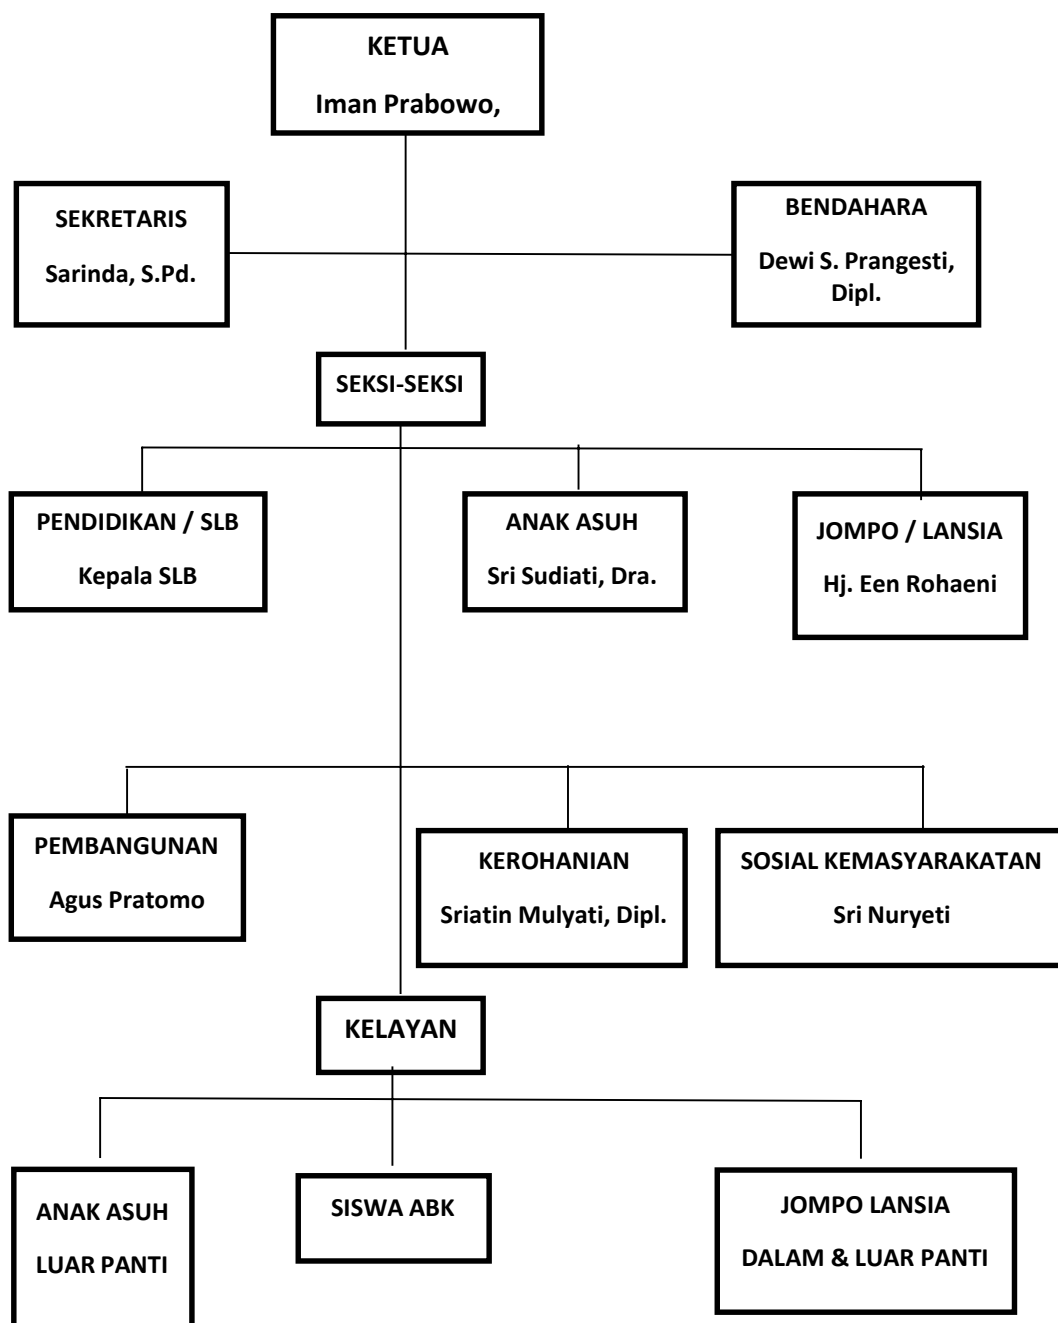 KETUA
Iman Prabowo,
SEKRETARIS
Sarinda, S.Pd.
BENDAHARA
Dewi S. Prangesti,
Dipl.
SEKSI-SEKSI
PENDIDIKAN / SLB
Kepala SLB
ANAK ASUH
Sri Sudiati, Dra.
JOMPO / LANSIA
Hj. Een Rohaeni
PEMBANGUNAN
Agus Pratomo
KEROHANIAN
Sriatin Mulyati, Dipl.
SOSIAL KEMASYARAKATAN
Sri Nuryeti
KELAYAN
ANAK ASUH
LUAR PANTI
SISWA ABK
JOMPO LANSIA
DALAM & LUAR PANTI